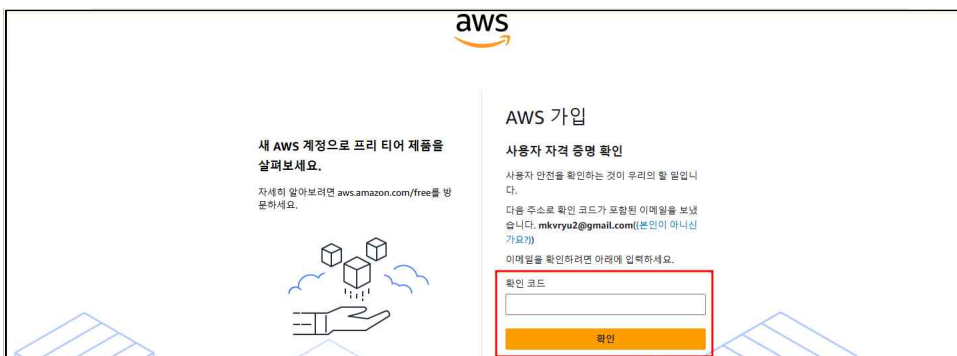 aws
새 AWS 계정으로 프리 티어 제품을
살펴보세요.
자세히 알아보려면 aws.amazon.com/free를 방
문하세요.
AWS 가입
사용자 자격 증명 확인
사용자 안전을 확인하는 것이 우리의 할 일입니
다.
다음 주소로 확인 코드가 포함된 이메일을 보냈
습니다. mkvryu2@gmail.com((본인이 아니신
가요?))
이메일을 확인하려면 아래에 입력하세요.
확인 코드
확인